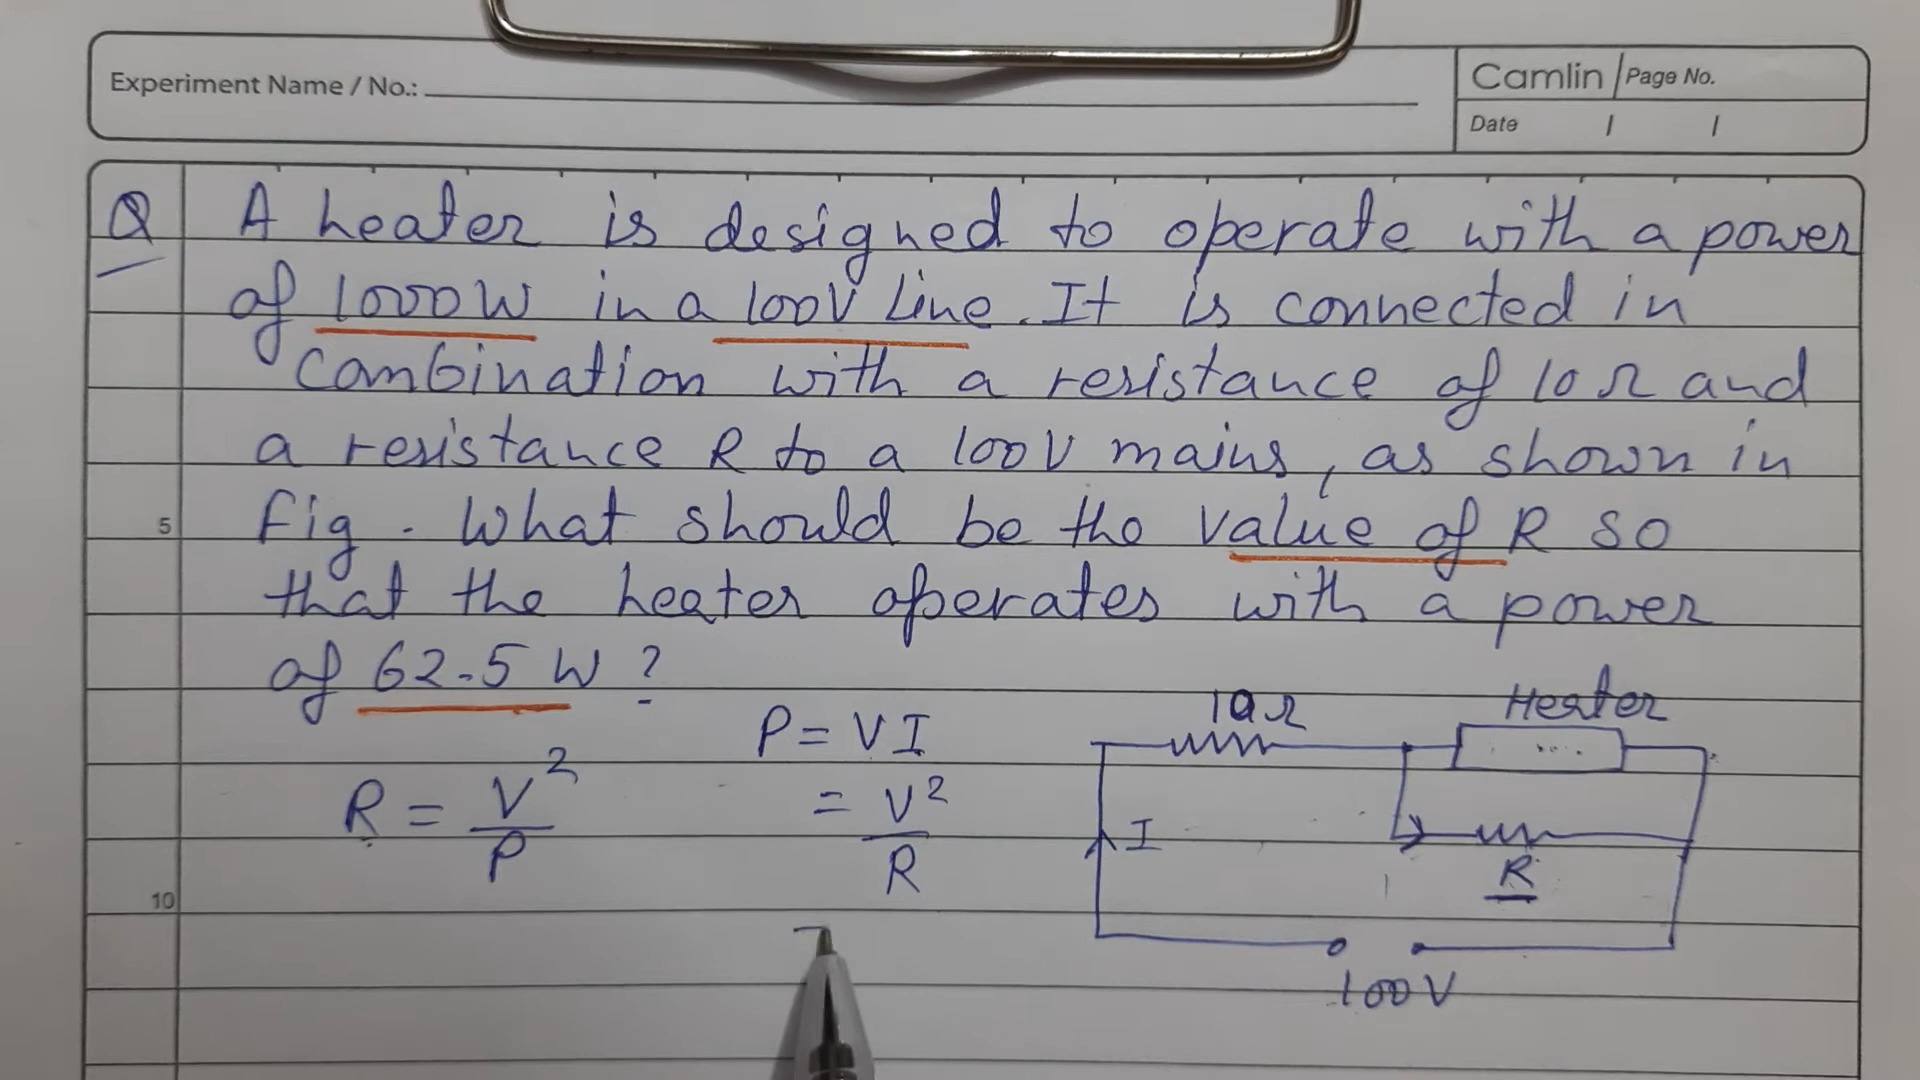 Experiment Name / No.:
Camlin
Page No.
Date / /
Q A heater is designed to operate with a power
of 1000W in a 100V Line. It is connected in
combination with a resistance of 10 Ω and
a resistance R to a 100V mains, as shown in
Fig. What should be the value of R so
that the heater operates with a power
of 62.5 W ?
5
10
P = VI
= V²
R
R = V²
P
10Ω
Heater
I
R
100V